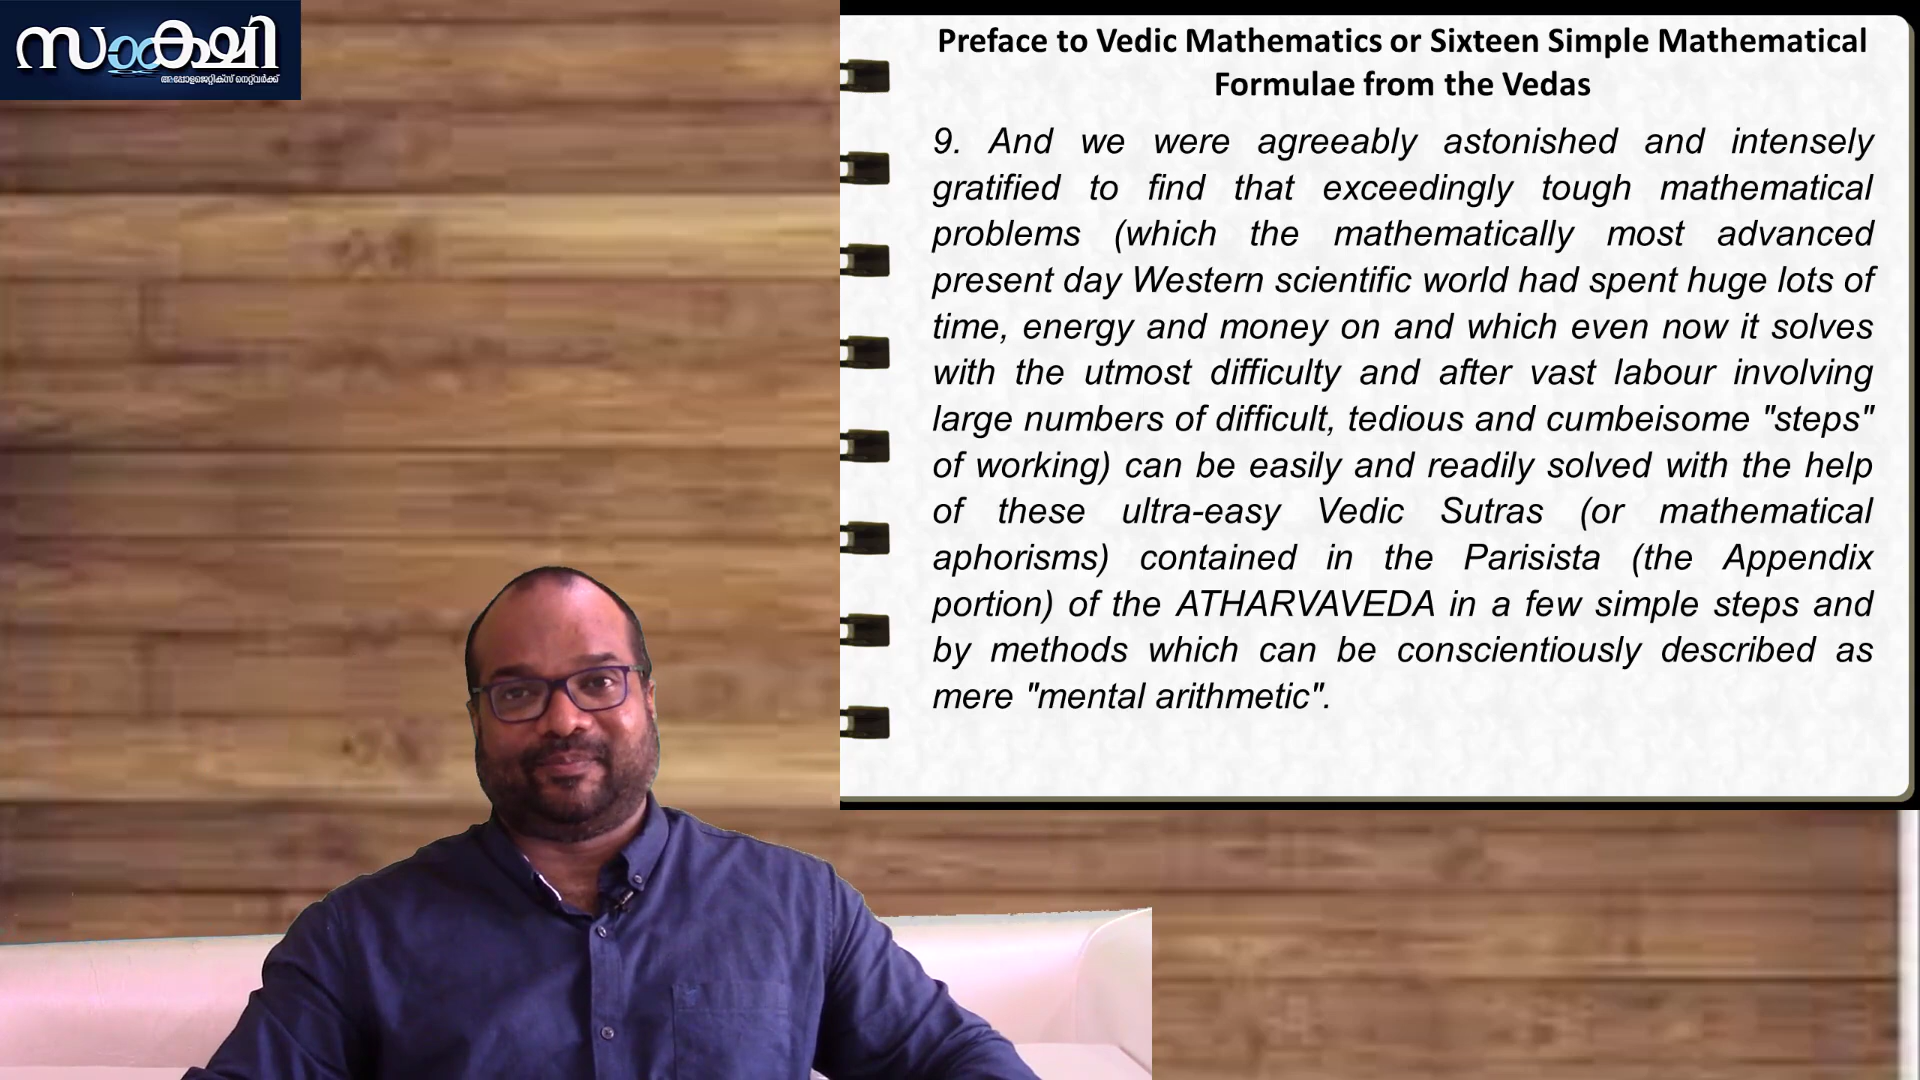 സാക്ഷി
അപ്പോളജെറ്റിക്സ് നെറ്റ്‌വർക്ക്
Preface to Vedic Mathematics or Sixteen Simple Mathematical
Formulae from the Vedas
9. And we were agreeably astonished and intensely
gratified to find that exceedingly tough mathematical
problems (which the mathematically most advanced
present day Western scientific world had spent huge lots of
time, energy and money on and which even now it solves
with the utmost difficulty and after vast labour involving
large numbers of difficult, tedious and cumbeisome "steps"
of working) can be easily and readily solved with the help
of these ultra-easy Vedic Sutras (or mathematical
aphorisms) contained in the Parisista (the Appendix
portion) of the ATHARVAVEDA in a few simple steps and
by methods which can be conscientiously described as
mere "mental arithmetic".